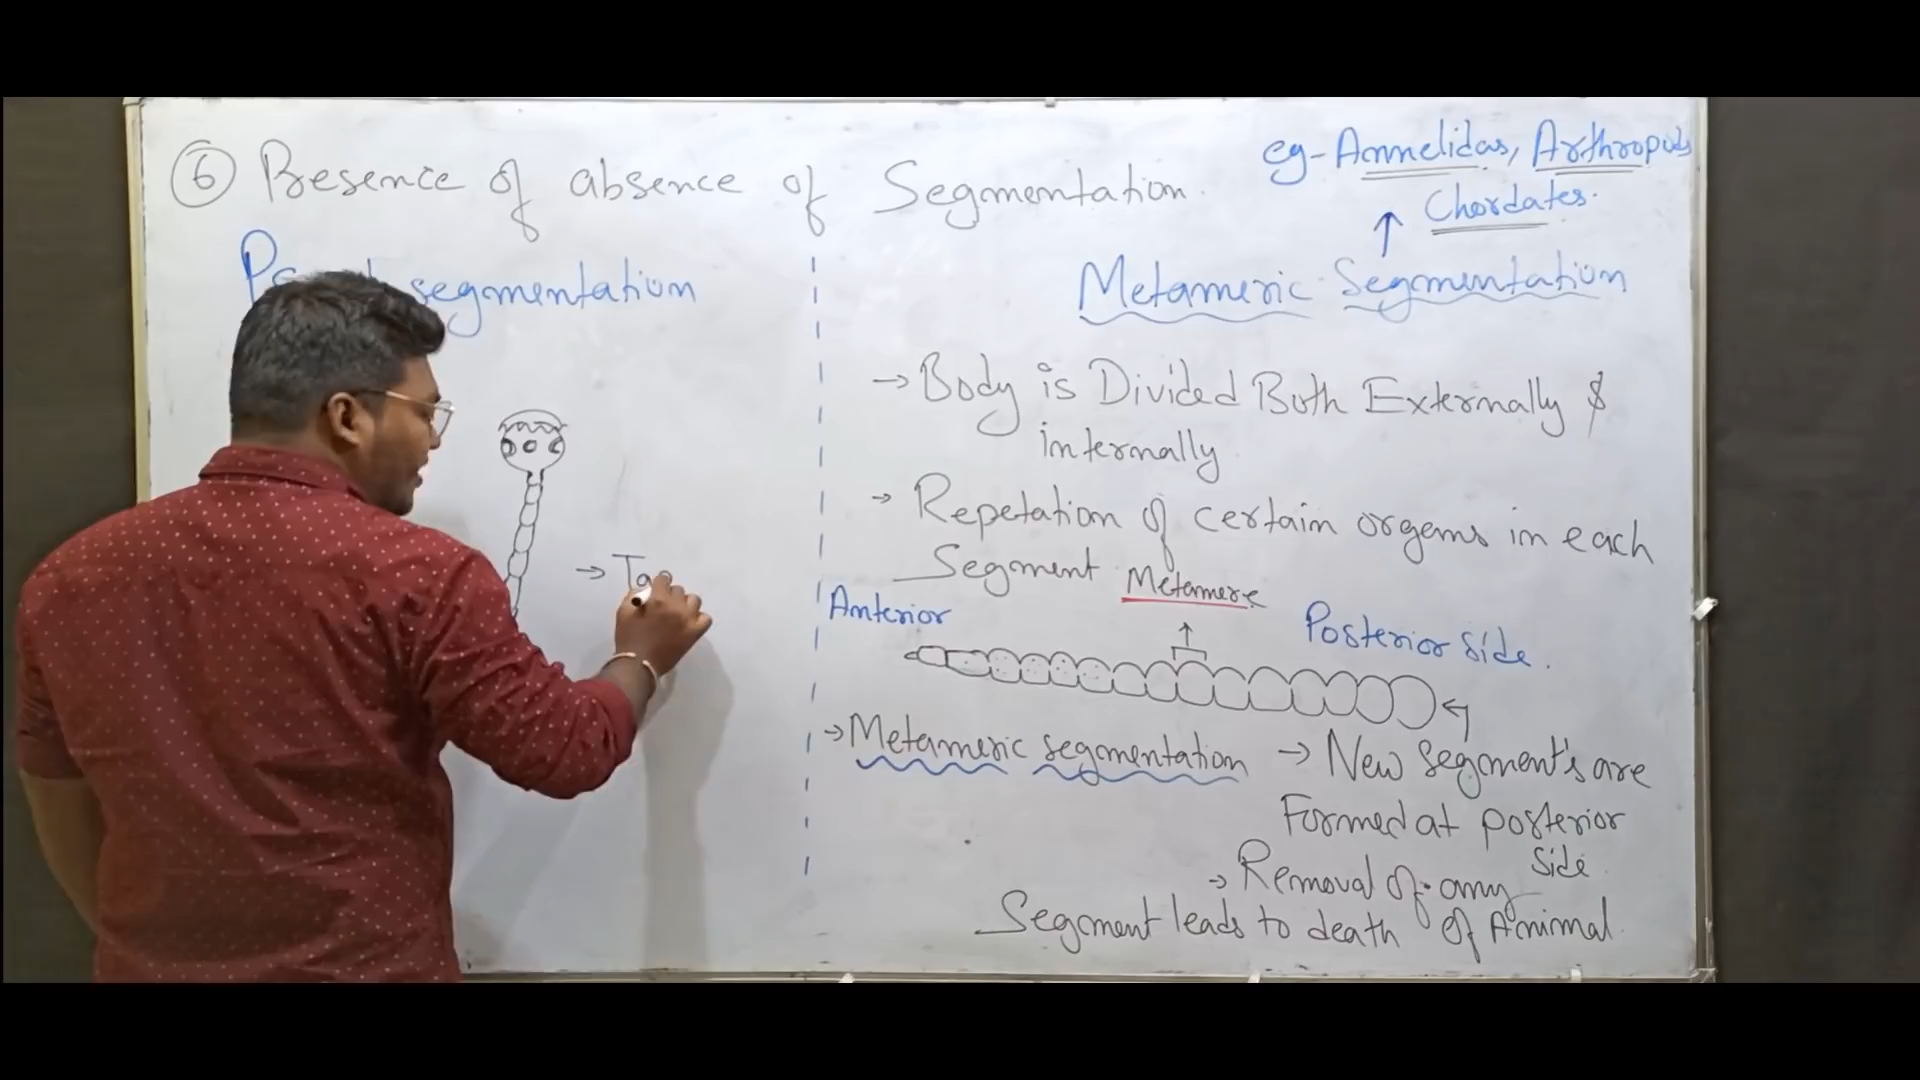 6 Presence of absence of Segmentation.
segmentation
Ta
eg- Annelidas, Arthropods
Chordates.
Metameric Segmentation
→ Body is Divided Both Externally &
internally
→ Repetation of certain orgens in each
Segment
Metamere
Anterior
Posterior side.
→ Metameric segmentation → New Segment's are
Formed at posterior
side.
→ Removal of any
Segment leads to death of Animal